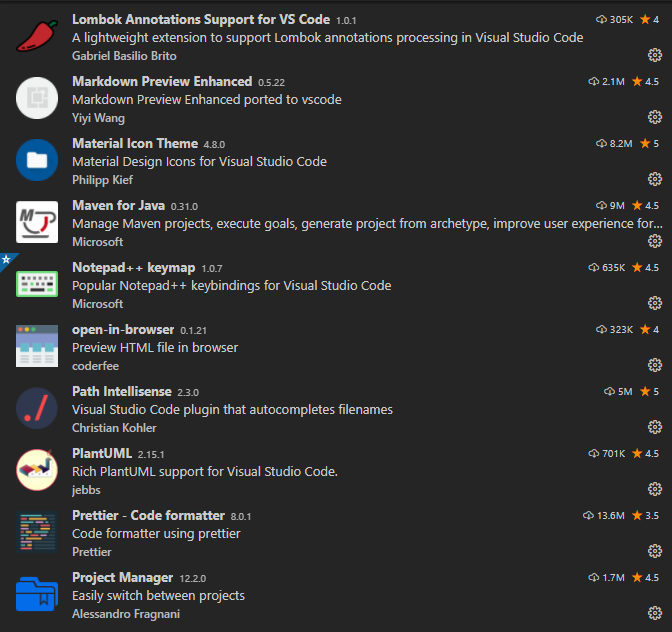 Lombok Annotations Support for VS Code 1.0.1 305K 4
A lightweight extension to support Lombok annotations processing in Visual Studio Code
Gabriel Basilio Brito
Markdown Preview Enhanced 0.5.22 2.1M 4.5
Markdown Preview Enhanced ported to vscode
Yiyi Wang
Material Icon Theme 4.8.0 8.2M 5
Material Design Icons for Visual Studio Code
Philipp Kief
Maven for Java 0.31.0 9M 4.5
Manage Maven projects, execute goals, generate project from archetype, improve user experience for...
Microsoft
Notepad++ keymap 1.0.7 635K 4.5
Popular Notepad++ keybindings for Visual Studio Code
Microsoft
open-in-browser 0.1.21 323K 4
Preview HTML file in browser
coderfee
Path Intellisense 2.3.0 5M 5
Visual Studio Code plugin that autocompletes filenames
Christian Kohler
PlantUML 2.15.1 701K 4.5
Rich PlantUML support for Visual Studio Code.
jebbs
Prettier - Code formatter 8.0.1 13.6M 3.5
Code formatter using prettier
Prettier
Project Manager 12.2.0 1.7M 4.5
Easily switch between projects
Alessandro Fragnani